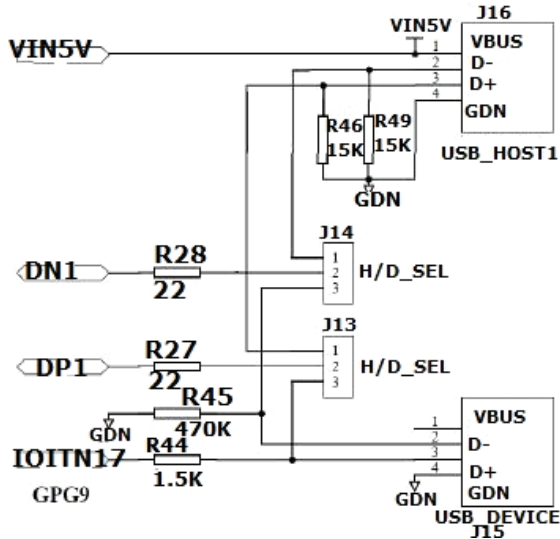 J16
VIN5V
VIN5V
1
VBUS
2
D-
3
D+
4
GDN
R46
15K
R49
15K
USB_HOST1
GDN
J14
DN1
R28
22
1
2
3
H/D_SEL
J13
DP1
R27
22
1
2
3
H/D_SEL
R45
470K
GDN
IOITN17
R44
1.5K
GPG9
1
VBUS
2
D-
3
D+
4
GDN
GDN
USB_DEVICE
J15